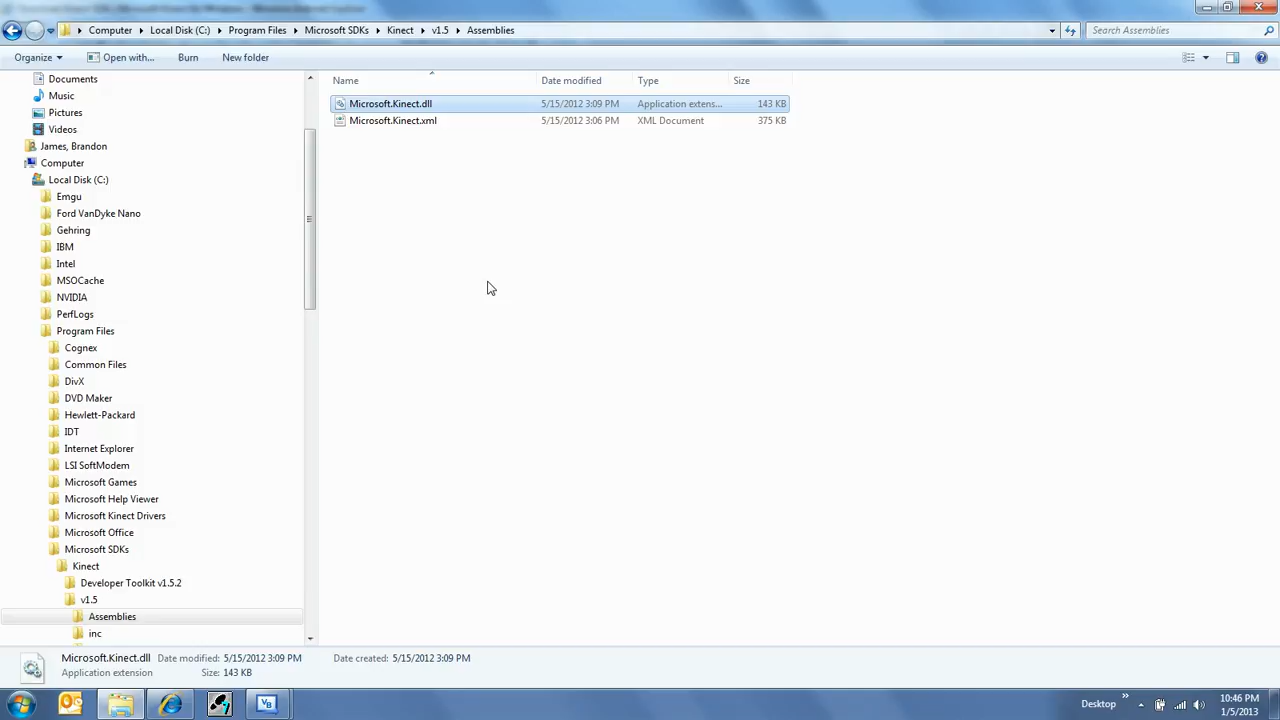 Computer Local Disk (C:) Program Files Microsoft SDKs Kinect v1.5 Assemblies Search Assemblies
Organize Open with... Burn New folder
Name Date modified Type Size
Microsoft.Kinect.dll 5/15/2012 3:09 PM Application extens... 143 KB
Microsoft.Kinect.xml 5/15/2012 3:06 PM XML Document 375 KB
Documents
Music
Pictures
Videos
James, Brandon
Computer
Local Disk (C:)
Emgu
Ford VanDyke Nano
Gehring
IBM
Intel
MSOCache
NVIDIA
PerfLogs
Program Files
Cognex
Common Files
DivX
DVD Maker
Hewlett-Packard
IDT
Internet Explorer
LSI SoftModem
Microsoft Games
Microsoft Help Viewer
Microsoft Kinect Drivers
Microsoft Office
Microsoft SDKs
Kinect
Developer Toolkit v1.5.2
v1.5
Assemblies
inc
Microsoft.Kinect.dll Date modified: 5/15/2012 3:09 PM Date created: 5/15/2012 3:09 PM
Application extension Size: 143 KB
VB
Desktop
10:46 PM
1/5/2013